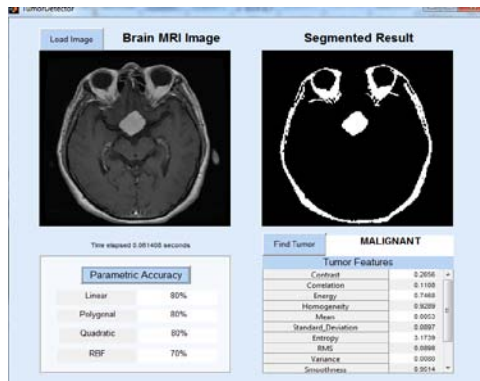 TumorDetector
Load Image
Brain MRI Image
Segmented Result
Time elapsed 0.061408 seconds
Find Tumor
MALIGNANT
Parametric Accuracy
Linear 80%
Polygonal 80%
Quadratic 80%
RBF 70%
Tumor Features
Contrast 0.2656
Correlation 0.1108
Energy 0.7468
Homogeneity 0.9289
Mean 0.0053
Standard_Deviation 0.0897
Entropy 3.1739
RMS 0.0898
Variance 0.0080
Smoothness 0.9014